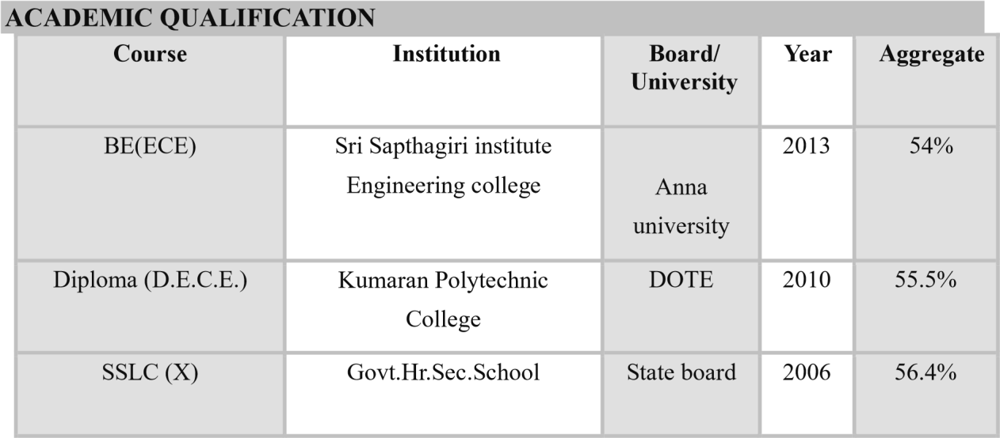 ACADEMIC QUALIFICATION
Course Institution Board/ Year Aggregate
University
BE(ECE) Sri Sapthagiri institute 2013 54%
Engineering college Anna
university
Diploma (D.E.C.E.) Kumaran Polytechnic DOTE 2010 55.5%
College
SSLC (X) Govt.Hr.Sec.School State board 2006 56.4%